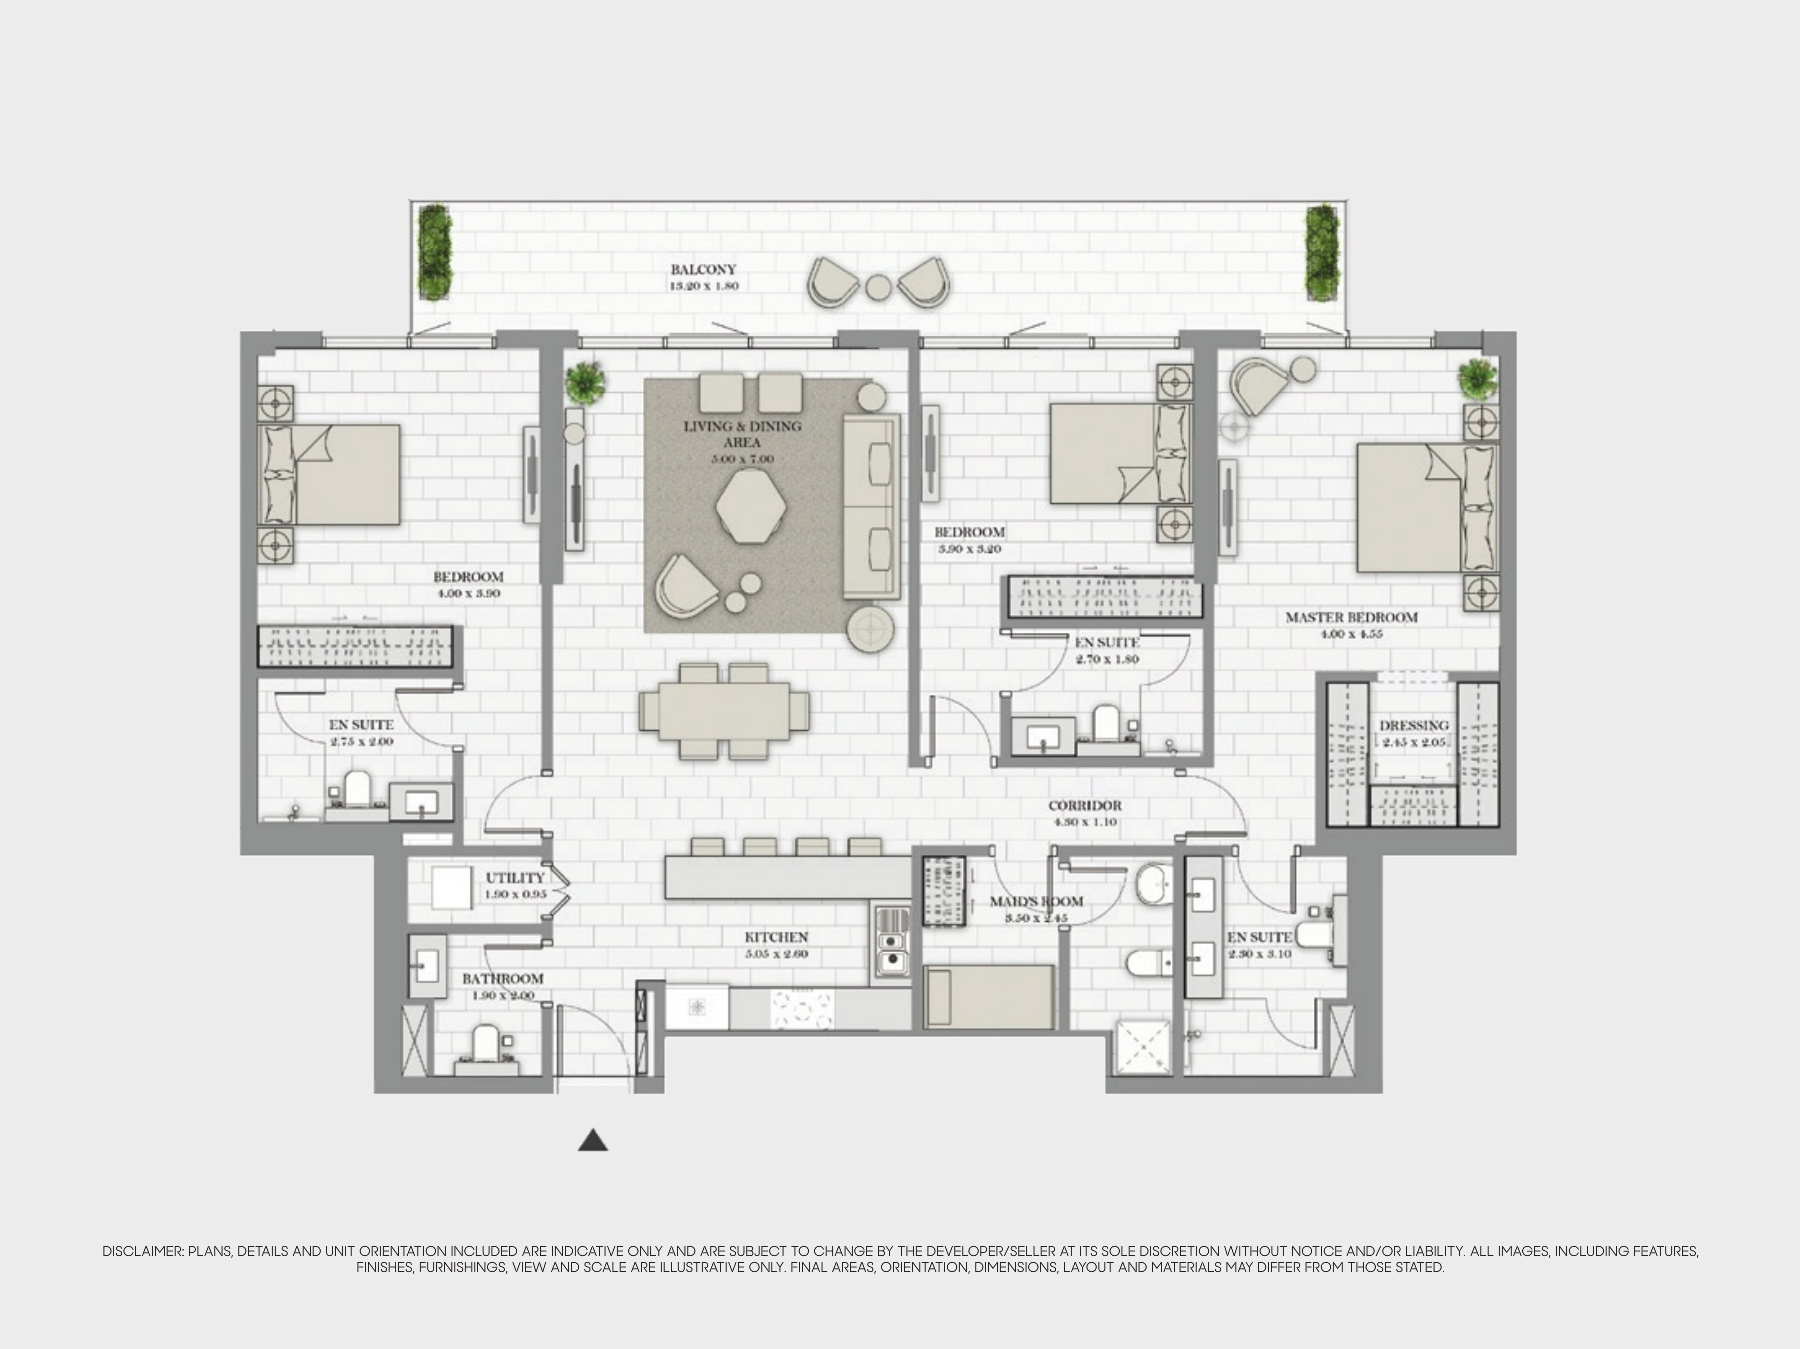 BALCONY
13.20 x 1.80
LIVING & DINING
AREA
5.00 x 7.00
BEDROOM
3.90 x 3.20
BEDROOM
4.00 x 3.90
MASTER BEDROOM
4.00 x 4.55
EN SUITE
2.70 x 1.80
EN SUITE
2.75 x 2.00
DRESSING
2.45 x 2.05
CORRIDOR
4.30 x 1.10
UTILITY
1.90 x 0.95
MAID'S ROOM
3.50 x 2.45
KITCHEN
5.05 x 2.60
EN SUITE
2.30 x 3.10
BATHROOM
1.90 x 2.00
DISCLAIMER: PLANS, DETAILS AND UNIT ORIENTATION INCLUDED ARE INDICATIVE ONLY AND ARE SUBJECT TO CHANGE BY THE DEVELOPER/SELLER AT ITS SOLE DISCRETION WITHOUT NOTICE AND/OR LIABILITY. ALL IMAGES, INCLUDING FEATURES,
FINISHES, FURNISHINGS, VIEW AND SCALE ARE ILLUSTRATIVE ONLY. FINAL AREAS, ORIENTATION, DIMENSIONS, LAYOUT AND MATERIALS MAY DIFFER FROM THOSE STATED.